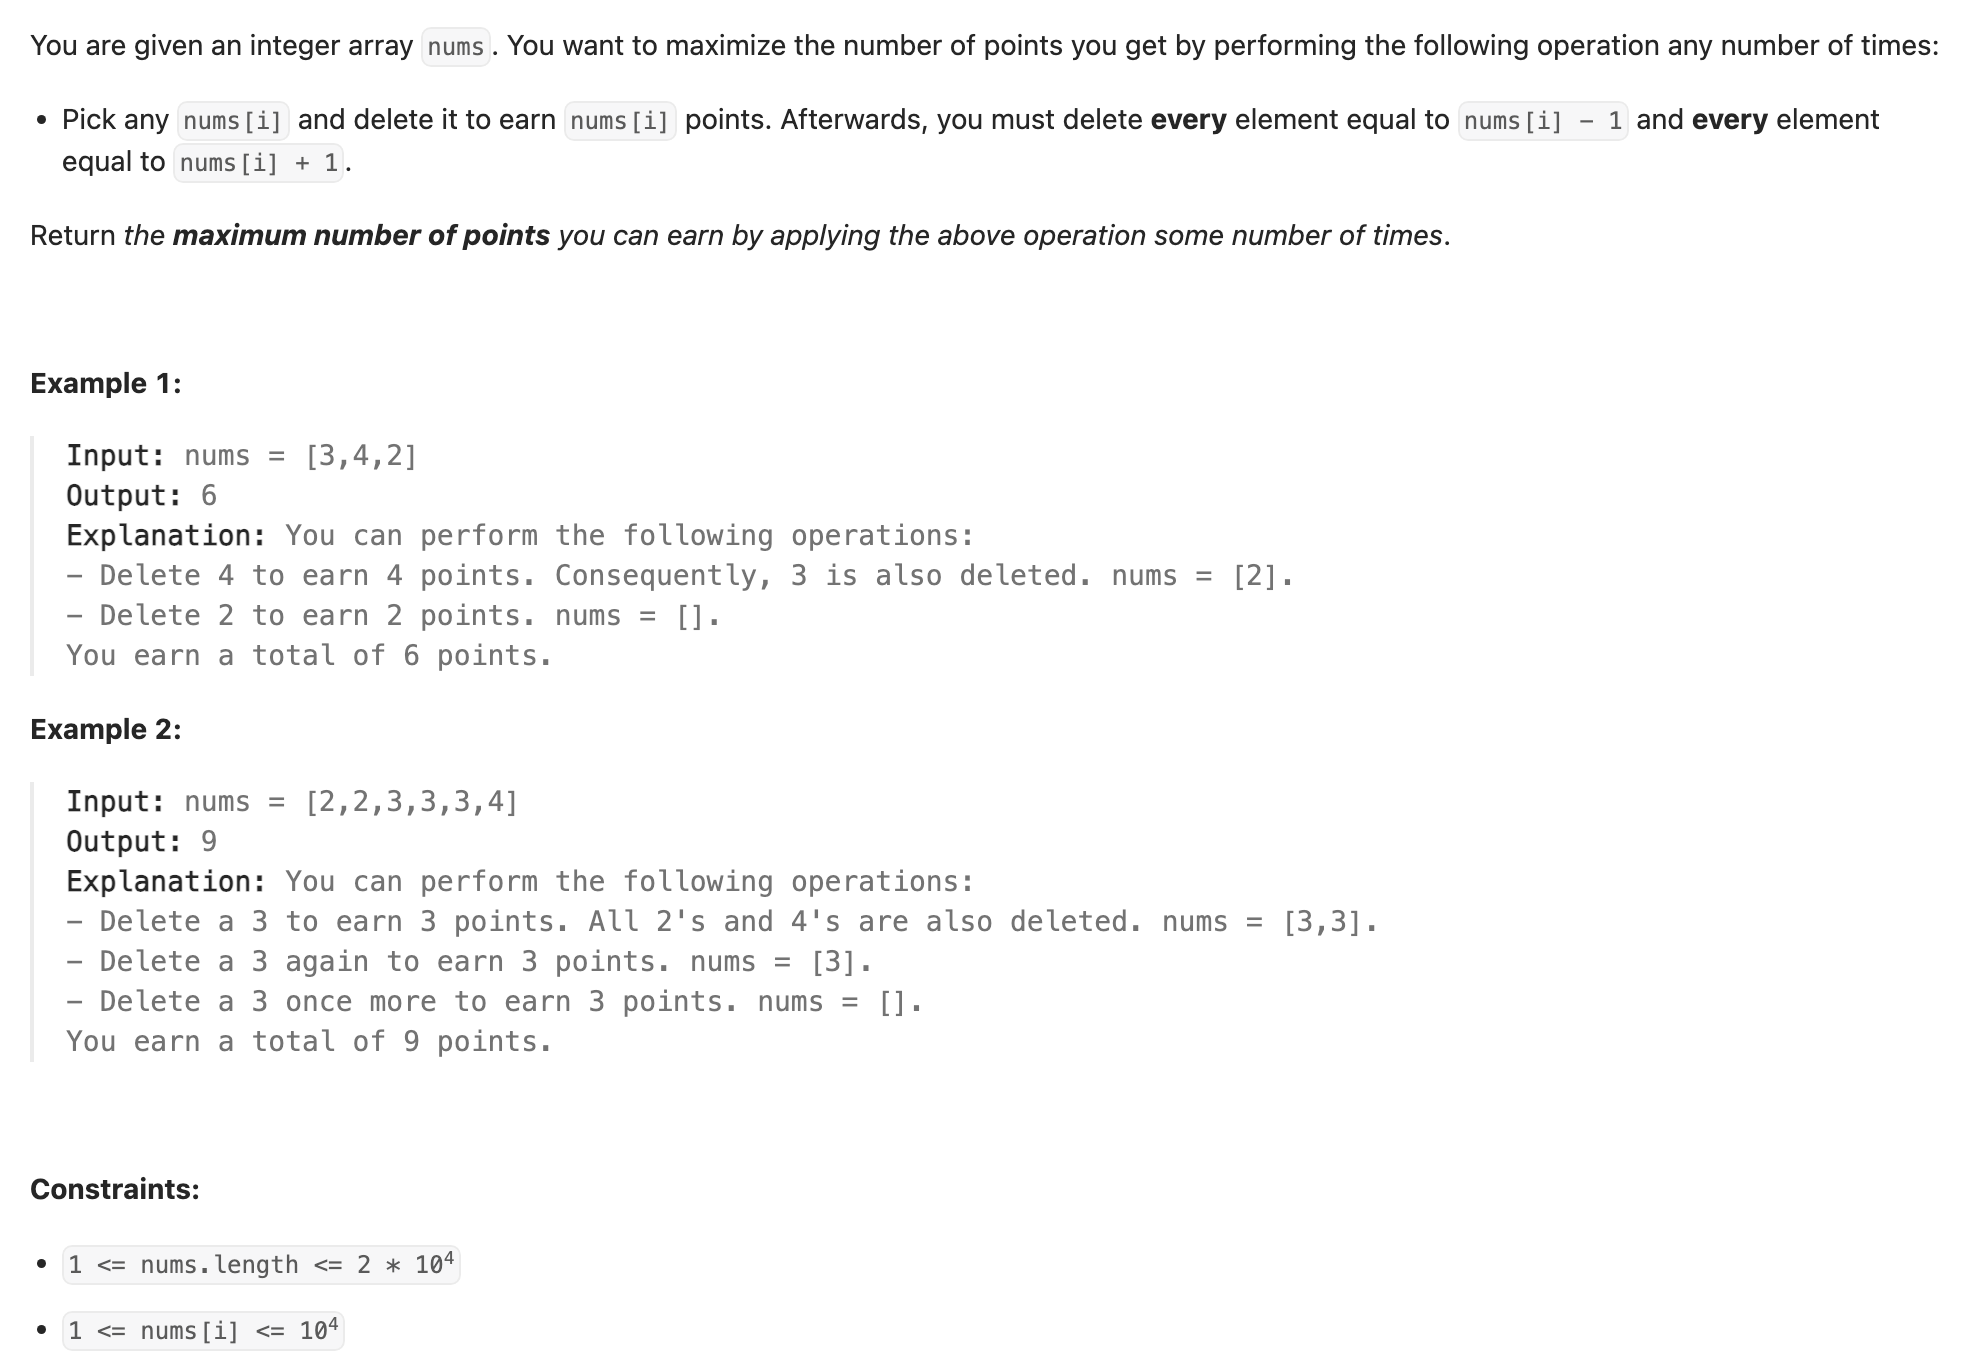 You are given an integer array nums. You want to maximize the number of points you get by performing the following operation any number of times:
• Pick any nums[i] and delete it to earn nums[i] points. Afterwards, you must delete every element equal to nums[i] - 1 and every element
equal to nums[i] + 1.
Return the maximum number of points you can earn by applying the above operation some number of times.
Example 1:
Input: nums = [3,4,2]
Output: 6
Explanation: You can perform the following operations:
- Delete 4 to earn 4 points. Consequently, 3 is also deleted. nums = [2].
- Delete 2 to earn 2 points. nums = [].
You earn a total of 6 points.
Example 2:
Input: nums = [2,2,3,3,3,4]
Output: 9
Explanation: You can perform the following operations:
- Delete a 3 to earn 3 points. All 2's and 4's are also deleted. nums = [3,3].
- Delete a 3 again to earn 3 points. nums = [3].
- Delete a 3 once more to earn 3 points. nums = [].
You earn a total of 9 points.
Constraints:
• 1 <= nums.length <= 2 * 10⁴
• 1 <= nums[i] <= 10⁴